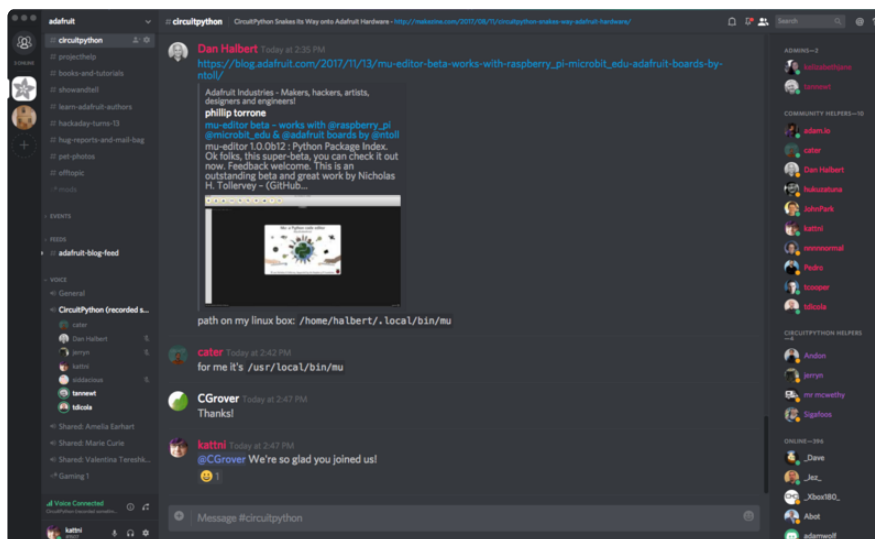 adafruit
# circuitpython
# projecthelp
# books-and-tutorials
# showandtell
# learn-adafruit-authors
# hackaday-turns-13
# hug-reports-and-mail-bag
# pet-photos
# offtopic
EVENTS
FEEDS
# adafruit-blog-feed
VOICE
General
CircuitPython (recorded s...
cater
Dan Halbert
jerryn
kattni
siddacious
tannewt
tdicola
Shared: Amelia Earhart
Shared: Marie Curie
Shared: Valentina Tereshk...
Gaming 1
Voice Connected
kattni
# circuitpython
CircuitPython Snakes its Way onto Adafruit Hardware - http://makezine.com/2017/08/11/circuitpython-snakes-way-adafruit-hardware/
Search
Dan Halbert Today at 2:35 PM
https://blog.adafruit.com/2017/11/13/mu-editor-beta-works-with-raspberry_pi-microbit_edu-adafruit-boards-by-
ntoll/
Adafruit Industries - Makers, hackers, artists,
designers and engineers!
phillip torrone
mu-editor beta – works with @raspberry_pi
@microbit_edu & @adafruit boards by @ntoll
mu-editor 1.0.0b12 : Python Package Index.
Ok folks, this super-beta, you can check it out
now. Feedback welcome. This is an
outstanding beta and great work by Nicholas
H. Tollervey – (GitHub...
path on my linux box: /home/halbert/.local/bin/mu
cater Today at 2:42 PM
for me it's /usr/local/bin/mu
CGrover Today at 2:47 PM
Thanks!
kattni Today at 2:47 PM
@CGrover We're so glad you joined us!
1
Message #circuitpython
ADMINS—2
tannewt
COMMUNITY HELPERS—10
adam.io
cater
Dan Halbert
hukuzatuna
JohnPark
kattni
nnnnnormal
Pedro
tdicola
CIRCUITPYTHON HELPERS
—4
Andon
jerryn
mr mcwethy
Sigafoos
ONLINE—396
_Dave
_Jez_
_Xbox180_
Abot
adamwolf